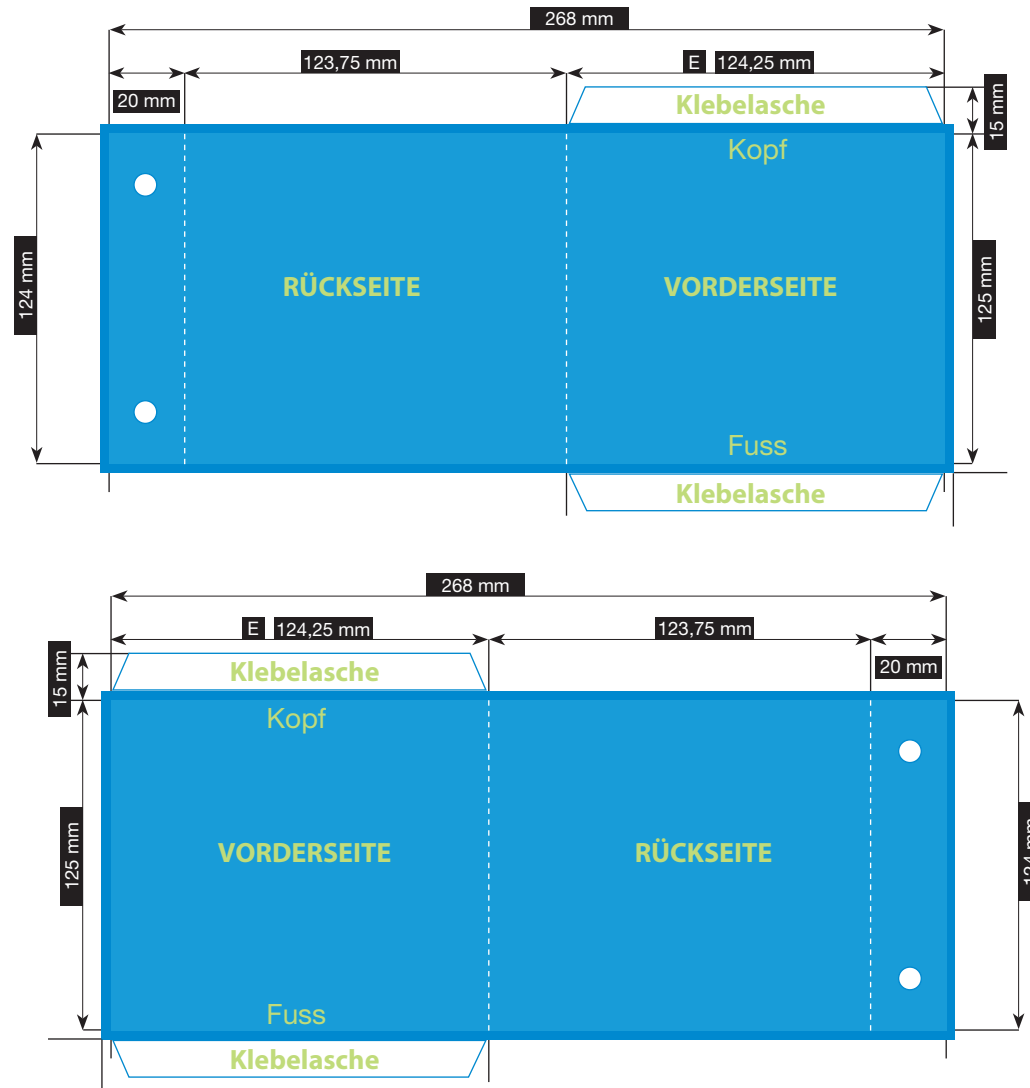 268 mm
123,75 mm
E 124,25 mm
20 mm
Klebelasche
15 mm
Kopf
124 mm
RÜCKSEITE
VORDERSEITE
125 mm
Fuss
Klebelasche
268 mm
E 124,25 mm
123,75 mm
15 mm
Klebelasche
20 mm
Kopf
125 mm
VORDERSEITE
RÜCKSEITE
124 mm
Fuss
Klebelasche